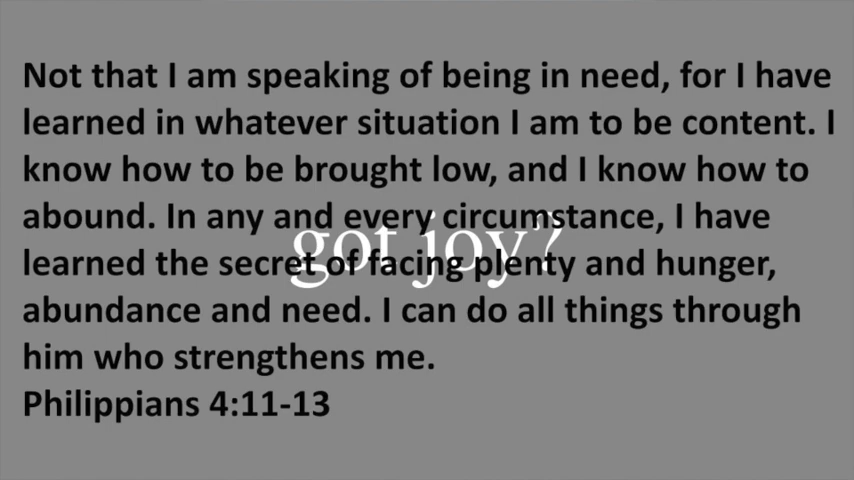 Not that I am speaking of being in need, for I have
learned in whatever situation I am to be content. I
know how to be brought low, and I know how to
abound. In any and every circumstance, I have
got joy?
learned the secret of facing plenty and hunger,
abundance and need. I can do all things through
him who strengthens me.
Philippians 4:11-13